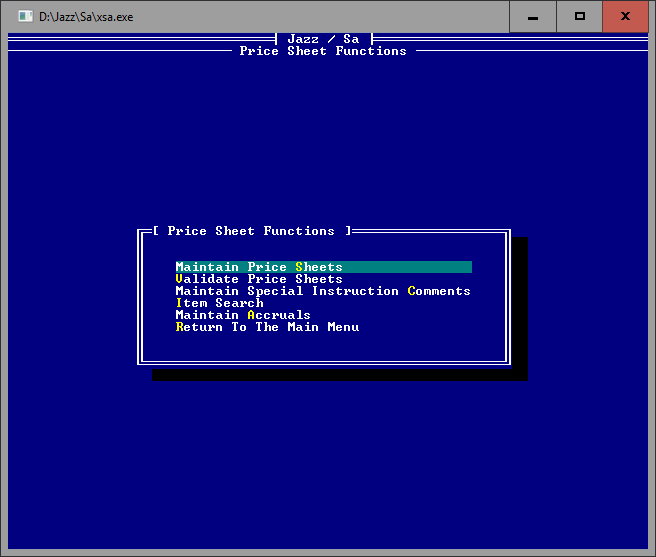 D:\Jazz\Sa\xsa.exe
Jazz / Sa
Price Sheet Functions
[ Price Sheet Functions ]
Maintain Price Sheets
Validate Price Sheets
Maintain Special Instruction Comments
Item Search
Maintain Accruals
Return To The Main Menu